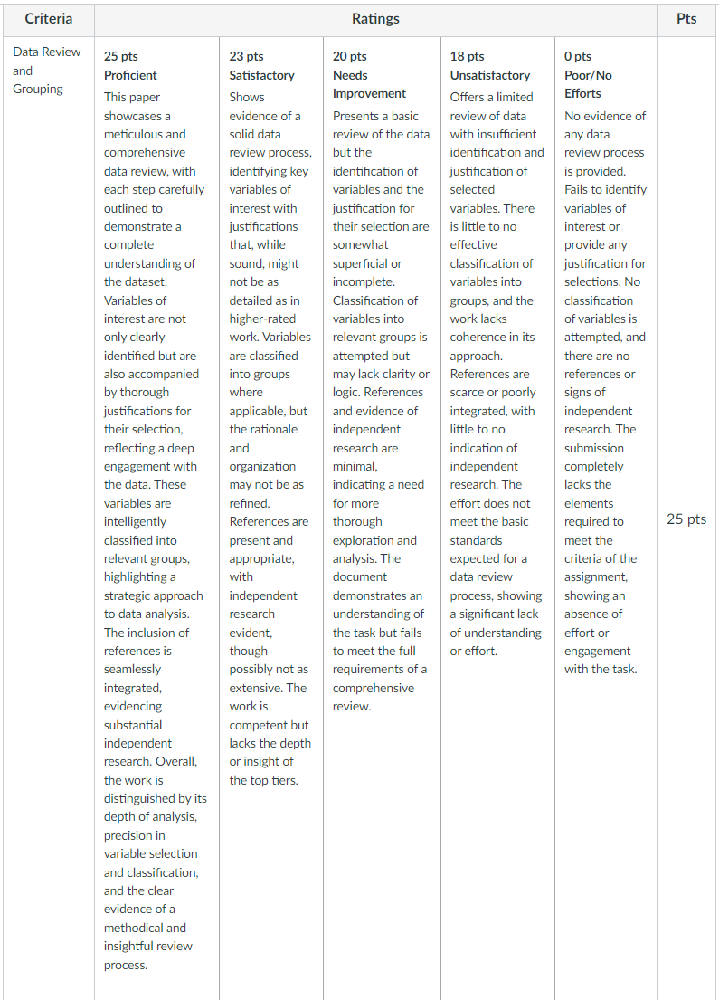 Criteria
Ratings
Pts
Data Review
and
Grouping
25 pts
Proficient
This paper
showcases a
meticulous and
comprehensive
data review, with
each step carefully
outlined to
demonstrate a
complete
understanding of
the dataset.
Variables of
interest are not
only clearly
identified but are
also accompanied
by thorough
justifications for
their selection,
reflecting a deep
engagement with
the data. These
variables are
intelligently
classified into
relevant groups,
highlighting a
strategic approach
to data analysis.
The inclusion of
references is
seamlessly
integrated,
evidencing
substantial
independent
research. Overall,
the work is
distinguished by its
depth of analysis,
precision in
variable selection
and classification,
and the clear
evidence of a
methodical and
insightful review
process.
23 pts
Satisfactory
Shows
evidence of a
solid data
review process,
identifying key
variables of
interest with
justifications
that, while
sound, might
not be as
detailed as in
higher-rated
work. Variables
are classified
into groups
where
applicable, but
the rationale
and
organization
may not be as
refined.
References are
present and
appropriate,
with
independent
research
evident,
though
possibly not as
extensive. The
work is
competent but
lacks the depth
or insight of
the top tiers.
20 pts
Needs
Improvement
Presents a basic
review of the data
but the
identification of
variables and the
justification for
their selection are
somewhat
superficial or
incomplete.
Classification of
variables into
relevant groups is
attempted but
may lack clarity or
logic. References
and evidence of
independent
research are
minimal,
indicating a need
for more
thorough
exploration and
analysis. The
document
demonstrates an
understanding of
the task but fails
to meet the full
requirements of a
comprehensive
review.
18 pts
Unsatisfactory
Offers a limited
review of data
with insufficient
identification and
justification of
selected
variables. There
is little to no
effective
classification of
variables into
groups, and the
work lacks
coherence in its
approach.
References are
scarce or poorly
integrated, with
little to no
indication of
independent
research. The
effort does not
meet the basic
standards
expected for a
data review
process, showing
a significant lack
of understanding
or effort.
0 pts
Poor/No
Efforts
No evidence of
any data
review process
is provided.
Fails to identify
variables of
interest or
provide any
justification for
selections. No
classification
of variables is
attempted, and
there are no
references or
signs of
independent
research. The
submission
completely
lacks the
elements
required to
meet the
criteria of the
assignment,
showing an
absence of
effort or
engagement
with the task.
25 pts